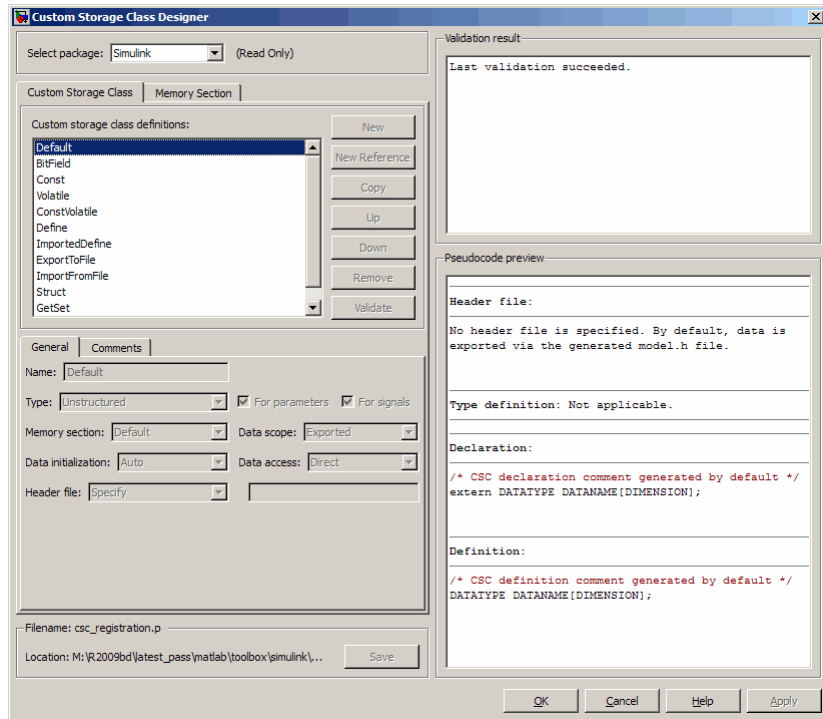 Custom Storage Class Designer
Select package: Simulink (Read Only)
Custom Storage Class Memory Section
Custom storage class definitions:
Default
BitField
Const
Volatile
ConstVolatile
Define
ImportedDefine
ExportToFile
ImportFromFile
Struct
GetSet
New
New Reference
Copy
Up
Down
Remove
Validate
General Comments
Name: Default
Type: Unstructured For parameters For signals
Memory section: Default Data scope: Exported
Data initialization: Auto Data access: Direct
Header file: Specify
Filename: csc_registration.p
Location: M:\R2009bd\latest_pass\matlab\toolbox\simulink\... Save
Validation result
Last validation succeeded.
Pseudocode preview
Header file:
No header file is specified. By default, data is
exported via the generated model.h file.
Type definition: Not applicable.
Declaration:
/* CSC declaration comment generated by default */
extern DATATYPE DATANAME[DIMENSION];
Definition:
/* CSC definition comment generated by default */
DATATYPE DATANAME[DIMENSION];
OK Cancel Help Apply